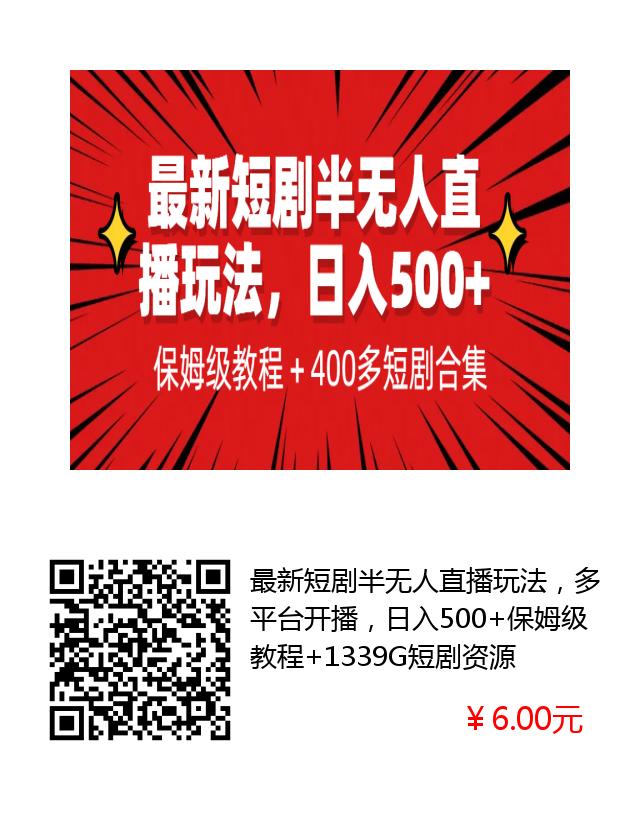 最新短剧半无人直
播玩法，日入500+
保姆级教程+400多短剧合集
最新短剧半无人直播玩法，多
平台开播，日入500+保姆级
教程+1339G短剧资源
￥6.00元